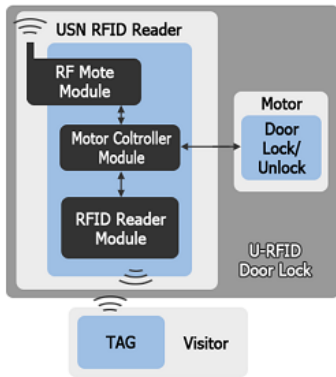 USN RFID Reader
RF Mote
Module
Motor Coltroller
Module
RFID Reader
Module
Motor
Door
Lock/
Unlock
U-RFID
Door Lock
TAG
Visitor